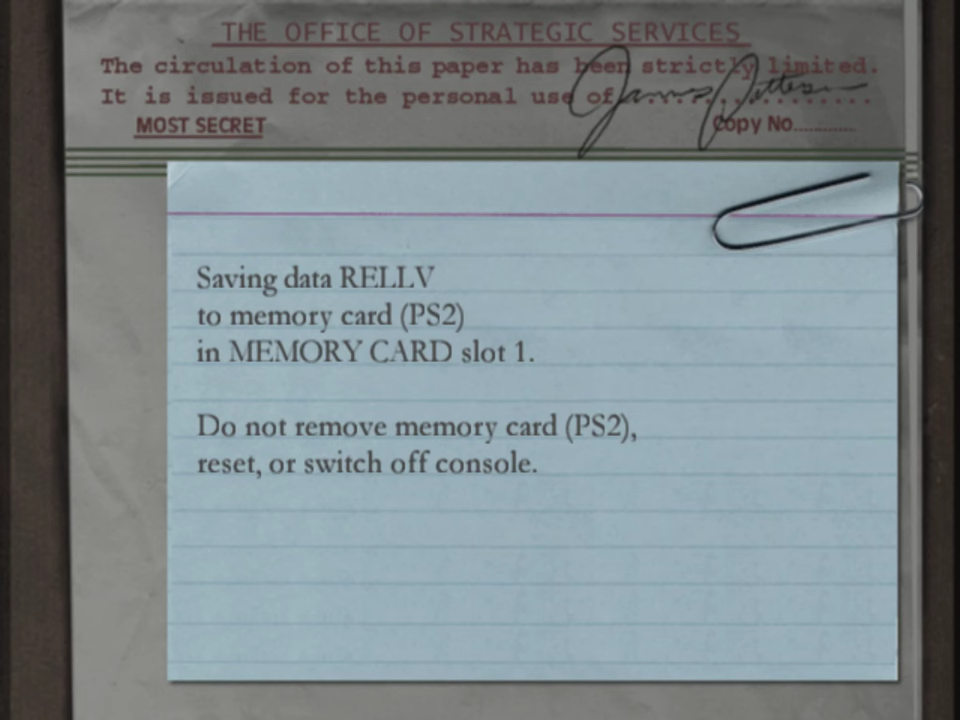 THE OFFICE OF STRATEGIC SERVICES
The circulation of this paper has been strictly limited.
It is issued for the personal use of.....................
MOST SECRET
Copy No............
Saving data RELLV
to memory card (PS2)
in MEMORY CARD slot 1.
Do not remove memory card (PS2),
reset, or switch off console.